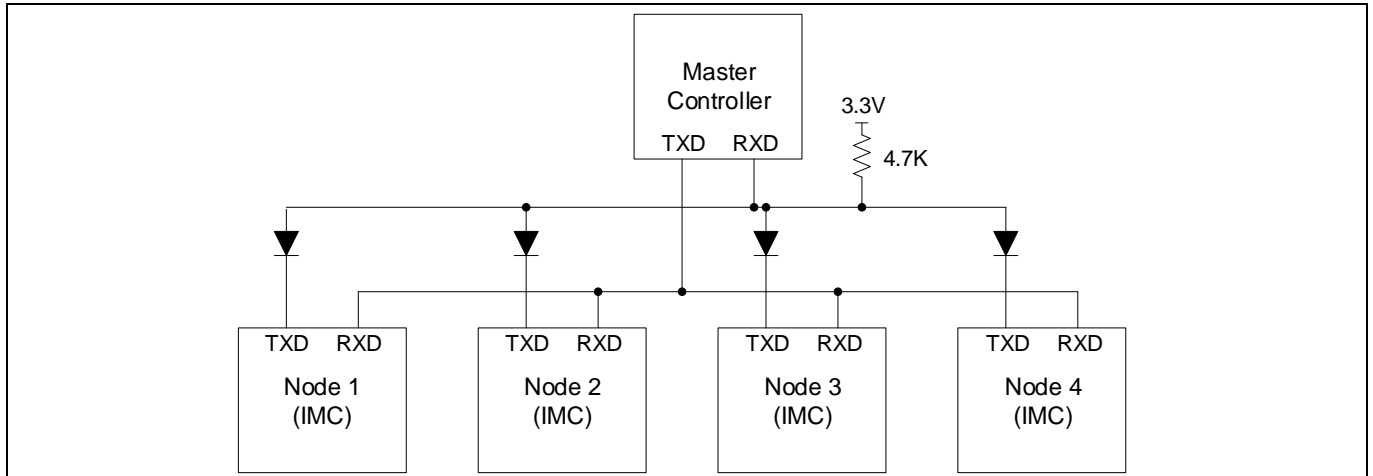 Master
Controller
TXD RXD
3.3V
4.7K
TXD RXD
Node 1
(IMC)
TXD RXD
Node 2
(IMC)
TXD RXD
Node 3
(IMC)
TXD RXD
Node 4
(IMC)